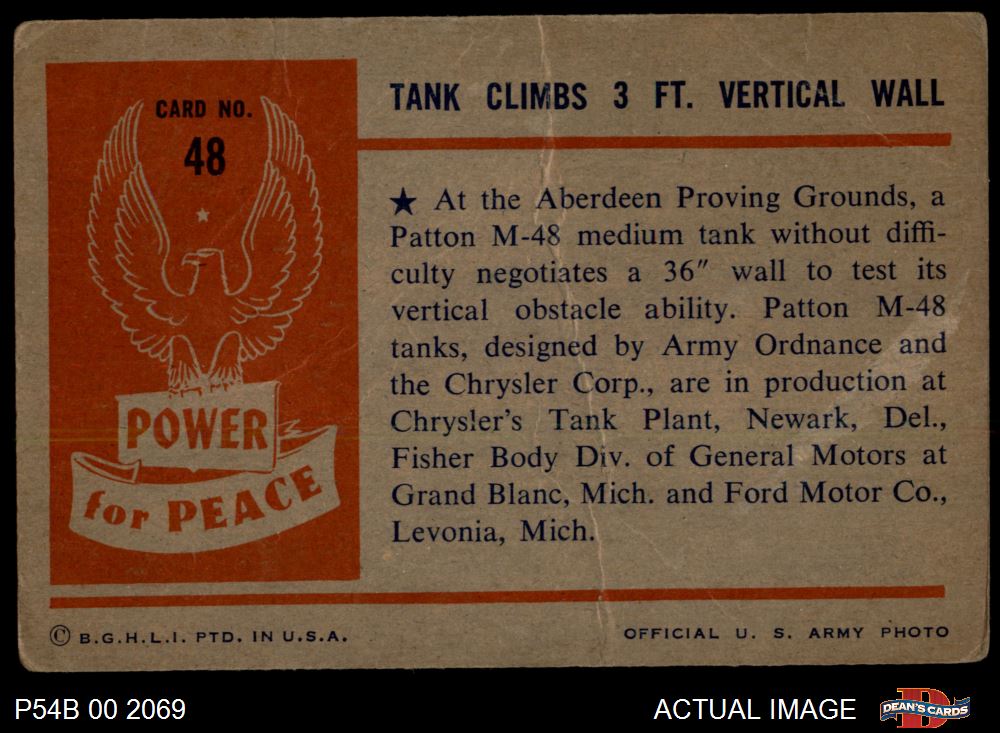 CARD NO.
48
POWER
for PEACE
TANK CLIMBS 3 FT. VERTICAL WALL
★ At the Aberdeen Proving Grounds, a
Patton M-48 medium tank without diffi-
culty negotiates a 36" wall to test its
vertical obstacle ability. Patton M-48
tanks, designed by Army Ordnance and
the Chrysler Corp., are in production at
Chrysler's Tank Plant, Newark, Del.,
Fisher Body Div. of General Motors at
Grand Blanc, Mich. and Ford Motor Co.,
Levonia, Mich.
© B.G.H.L.I. PTD. IN U.S.A.
OFFICIAL U. S. ARMY PHOTO
P54B 00 2069
ACTUAL IMAGE
D
DEAN'S CARDS